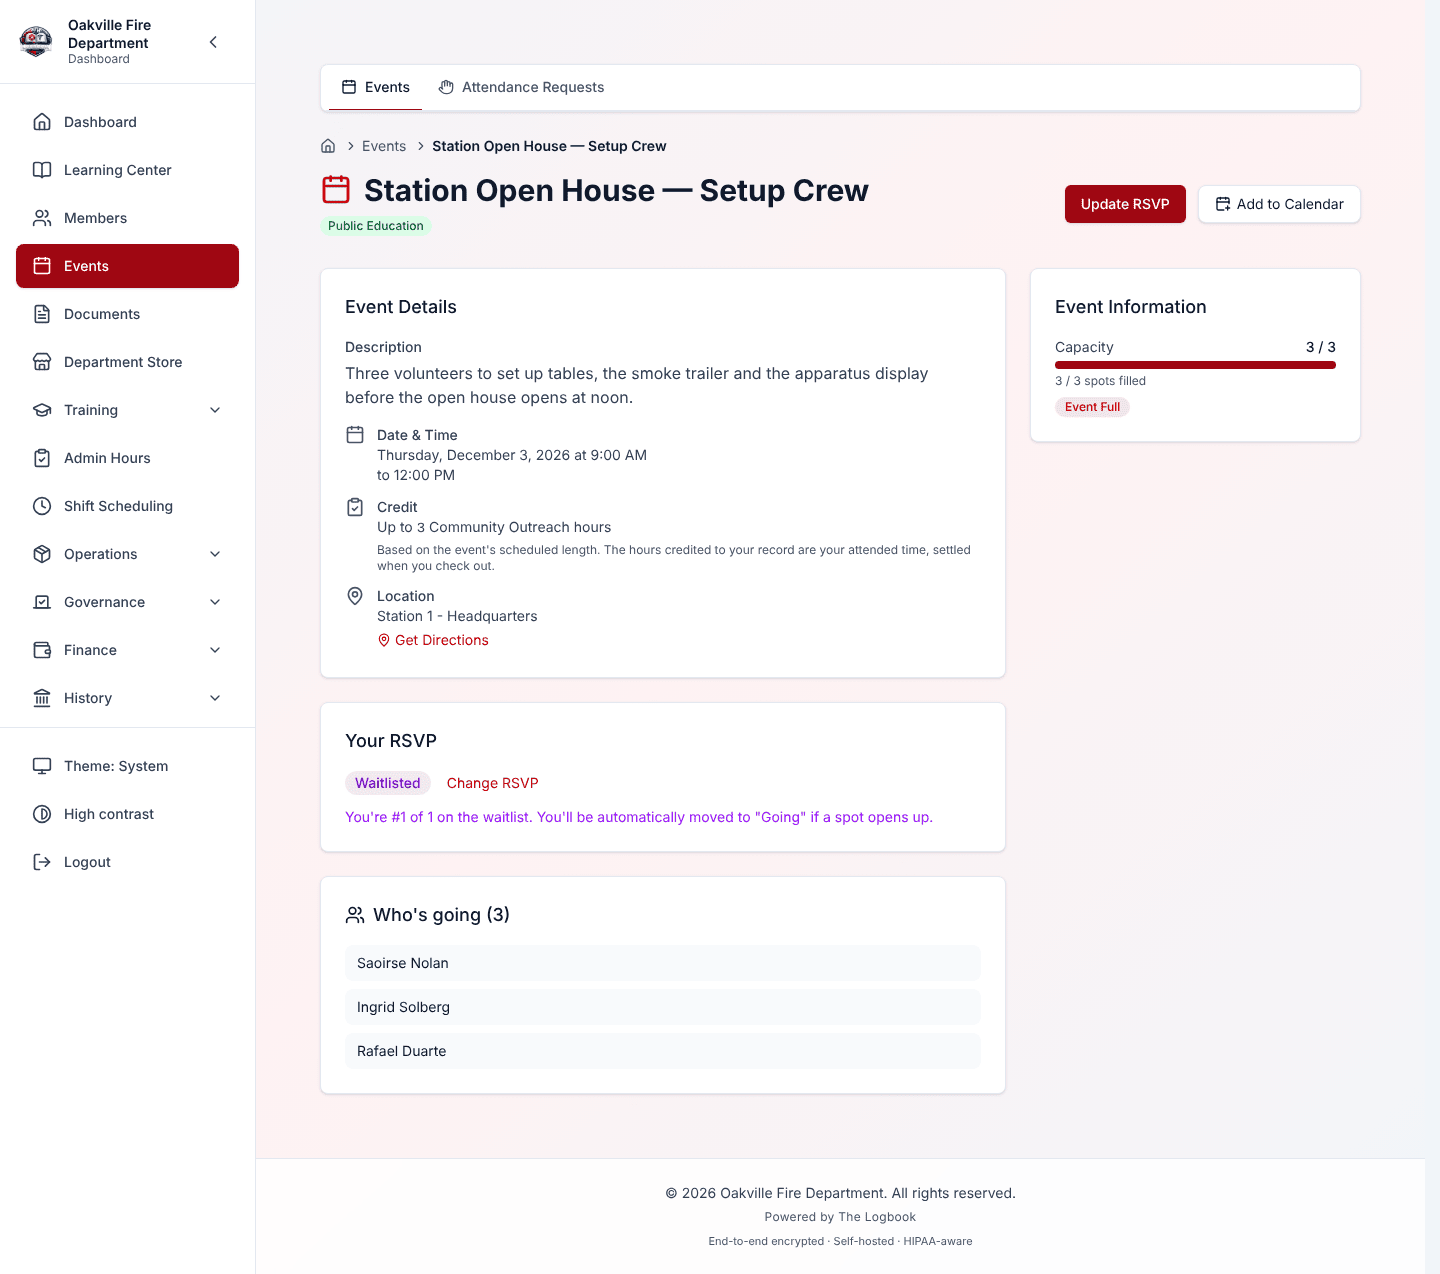 Oakville Fire
Department
Dashboard
Dashboard
Learning Center
Members
Events
Documents
Department Store
Training
Admin Hours
Shift Scheduling
Operations
Governance
Finance
History
Theme: System
High contrast
Logout
Events
Attendance Requests
Events
Station Open House — Setup Crew
Station Open House — Setup Crew
Public Education
Update RSVP
Add to Calendar
Event Details
Description
Three volunteers to set up tables, the smoke trailer and the apparatus display
before the open house opens at noon.
Date & Time
Thursday, December 3, 2026 at 9:00 AM
to 12:00 PM
Credit
Up to 3 Community Outreach hours
Based on the event's scheduled length. The hours credited to your record are your attended time, settled
when you check out.
Location
Station 1 - Headquarters
Get Directions
Event Information
Capacity
3 / 3
3 / 3 spots filled
Event Full
Your RSVP
Waitlisted
Change RSVP
You're #1 of 1 on the waitlist. You'll be automatically moved to "Going" if a spot opens up.
Who's going (3)
Saoirse Nolan
Ingrid Solberg
Rafael Duarte
© 2026 Oakville Fire Department. All rights reserved.
Powered by The Logbook
End-to-end encrypted · Self-hosted · HIPAA-aware